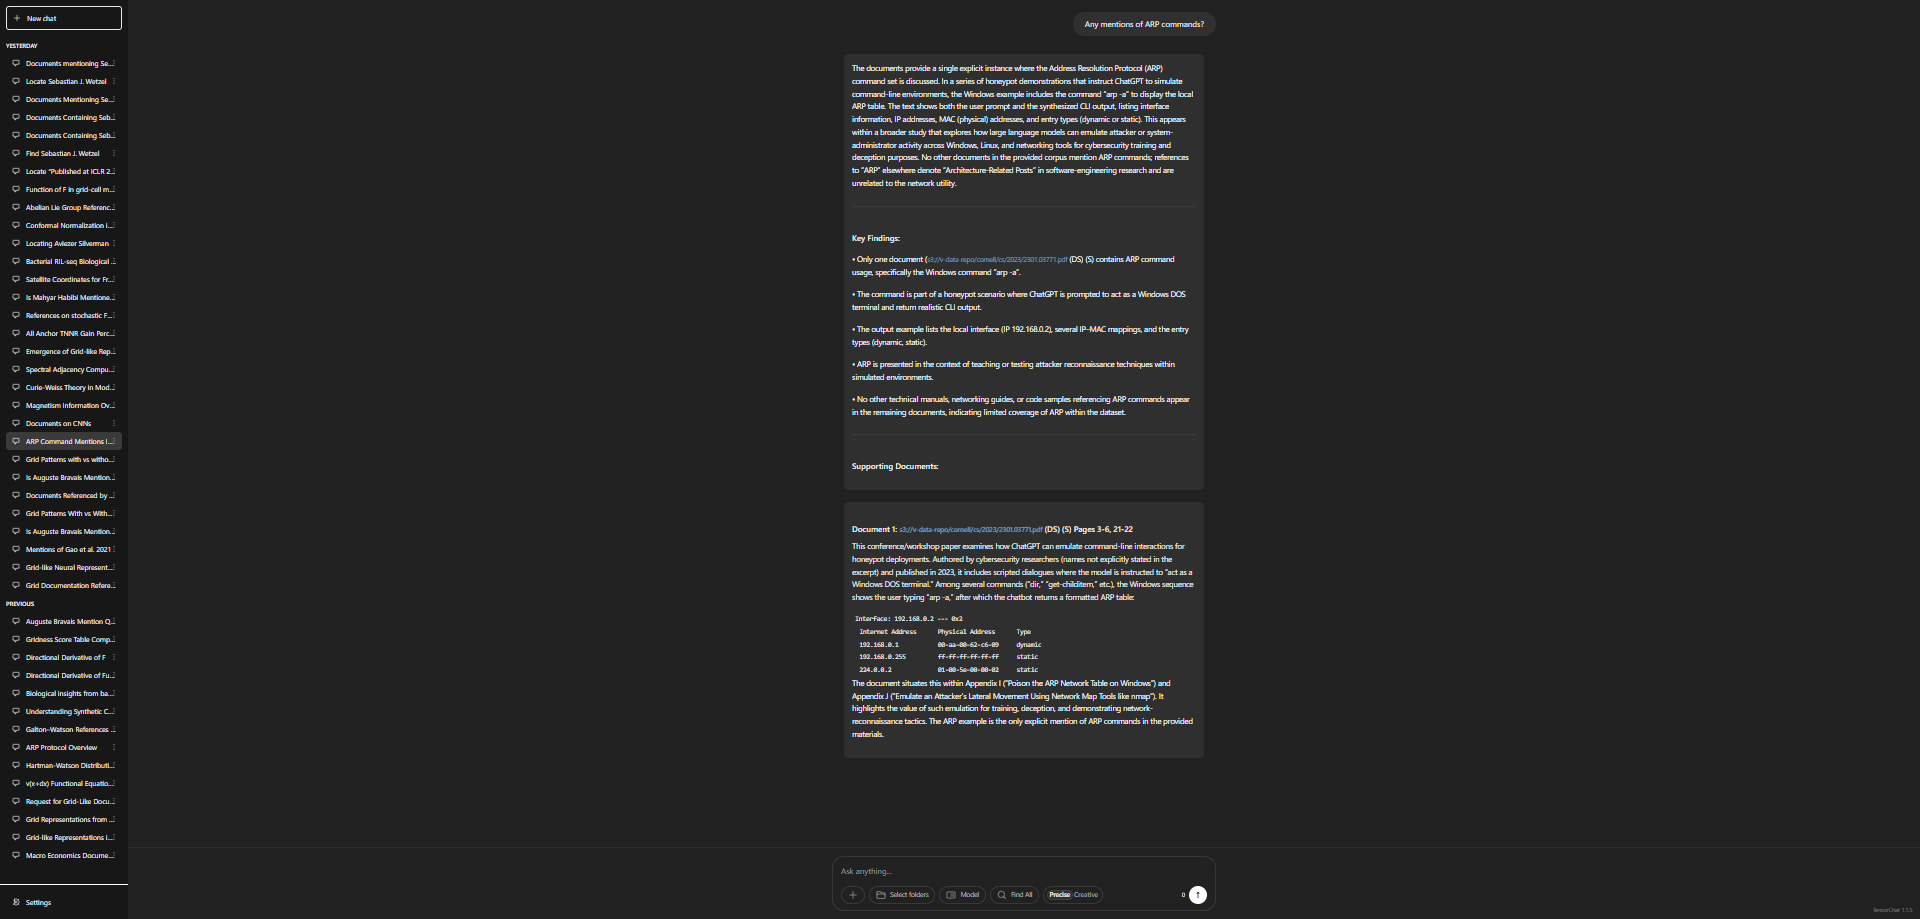 New chat
YESTERDAY
Documents mentioning Se...
Locate Sebastian J. Wetzel
Documents Mentioning Se...
Documents Containing Seb...
Documents Containing Seb...
Find Sebastian J. Wetzel
Locate "Published at ICLR 2...
Function of F in grid-cell m...
Abelian Lie Group Referenc...
Conformal Normalization i...
Locating Aviezer Silverman
Bacterial RIL-seq Biological ...
Satellite Coordinates for Fr...
Is Mahyar Habibi Mentione...
References on stochastic F...
All Anchor TNNR Gain Perc...
Emergence of Grid-like Rep...
Spectral Adjacency Compu...
Curie-Weiss Theory in Mod...
Magnetism Information Ov...
Documents on CNNs
ARP Command Mentions I...
Grid Patterns with vs witho...
Is Auguste Bravais Mention...
Documents Referenced by ...
Grid Patterns With vs With...
Is Auguste Bravais Mention...
Mentions of Gao et al. 2021
Grid-like Neural Represent...
Grid Documentation Refere...
PREVIOUS
Auguste Bravais Mention Q...
Gridness Score Table Comp...
Directional Derivative of F
Directional Derivative of Fu...
Biological insights from ba...
Understanding Synthetic C...
Galton-Watson References ...
ARP Protocol Overview
Hartman-Watson Distributi...
v(x+dx) Functional Equatio...
Request for Grid-Like Docu...
Grid Representations from ...
Grid-like Representations i...
Macro Economics Docume...
Settings
Any mentions of ARP commands?
The documents provide a single explicit instance where the Address Resolution Protocol (ARP)
command set is discussed. In a series of honeypot demonstrations that instruct ChatGPT to simulate
command-line environments, the Windows example includes the command "arp -a" to display the local
ARP table. The text shows both the user prompt and the synthesized CLI output, listing interface
information, IP addresses, MAC (physical) addresses, and entry types (dynamic or static). This appears
within a broader study that explores how large language models can emulate attacker or system-
administrator activity across Windows, Linux, and networking tools for cybersecurity training and
deception purposes. No other documents in the provided corpus mention ARP commands; references
to "ARP" elsewhere denote "Architecture-Related Posts" in software-engineering research and are
unrelated to the network utility.
Key Findings:
• Only one document (s3://v-data-repo/cornell/cs/2023/2301.03771.pdf (DS) (S) contains ARP command
usage, specifically the Windows command "arp -a".
• The command is part of a honeypot scenario where ChatGPT is prompted to act as a Windows DOS
terminal and return realistic CLI output.
• The output example lists the local interface (IP 192.168.0.2), several IP–MAC mappings, and the entry
types (dynamic, static).
• ARP is presented in the context of teaching or testing attacker reconnaissance techniques within
simulated environments.
• No other technical manuals, networking guides, or code samples referencing ARP commands appear
in the remaining documents, indicating limited coverage of ARP within the dataset.
Supporting Documents:
Document 1: s3://v-data-repo/cornell/cs/2023/2301.03771.pdf (DS) (S) Pages 3-6, 21-22
This conference/workshop paper examines how ChatGPT can emulate command-line interactions for
honeypot deployments. Authored by cybersecurity researchers (names not explicitly stated in the
excerpt) and published in 2023, it includes scripted dialogues where the model is instructed to "act as a
Windows DOS terminal." Among several commands ("dir," "get-childitem," etc.), the Windows sequence
shows the user typing "arp -a," after which the chatbot returns a formatted ARP table:
Interface: 192.168.0.2 --- 0x2
Internet Address Physical Address Type
192.168.0.1 00-aa-00-62-c6-09 dynamic
192.168.0.255 ff-ff-ff-ff-ff-ff static
224.0.0.2 01-00-5e-00-00-02 static
The document situates this within Appendix I ("Poison the ARP Network Table on Windows") and
Appendix J ("Emulate an Attacker's Lateral Movement Using Network Map Tools like nmap"). It
highlights the value of such emulation for training, deception, and demonstrating network-
reconnaissance tactics. The ARP example is the only explicit mention of ARP commands in the provided
materials.
Ask anything...
Select folders
Model
Find All
Precise Creative
0
TensorChat 1.1.5